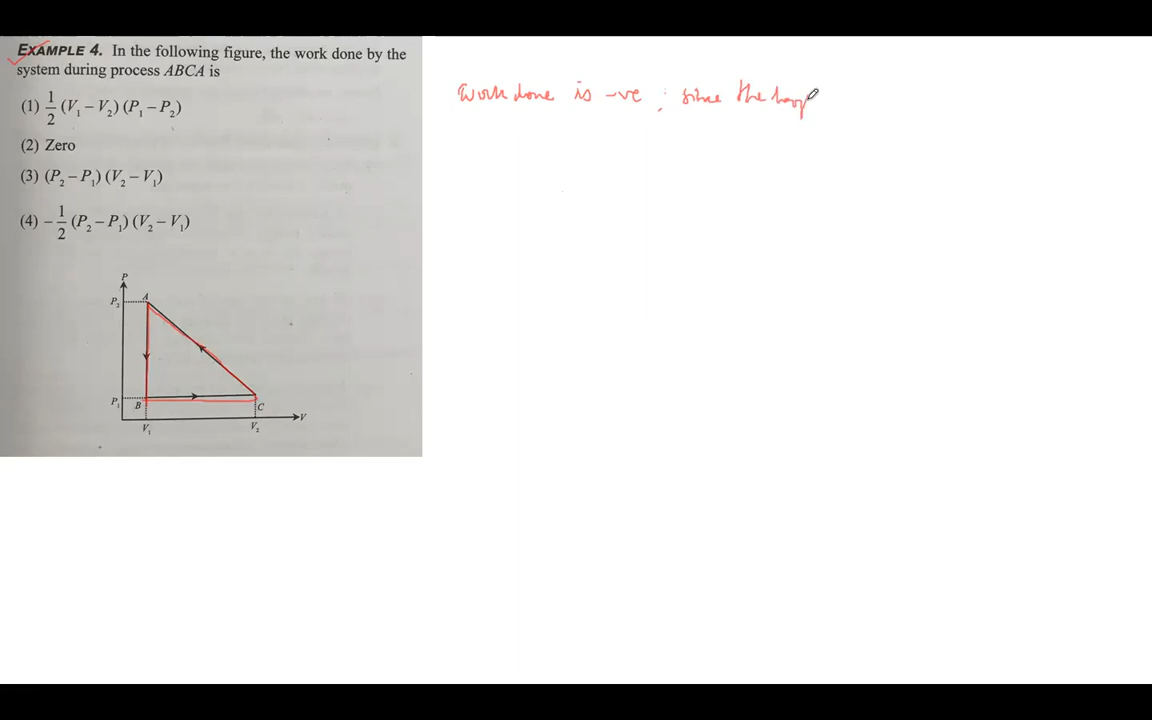 EXAMPLE 4. In the following figure, the work done by the
system during process ABCA is
(1) 1/2 (V₁ – V₂) (P₁ – P₂)
(2) Zero
(3) (P₂ – P₁) (V₂ – V₁)
(4) – 1/2 (P₂ – P₁) (V₂ – V₁)
P
P₂ A
P₁ B C
V
V₁ V₂
Work done is -ve ; since the